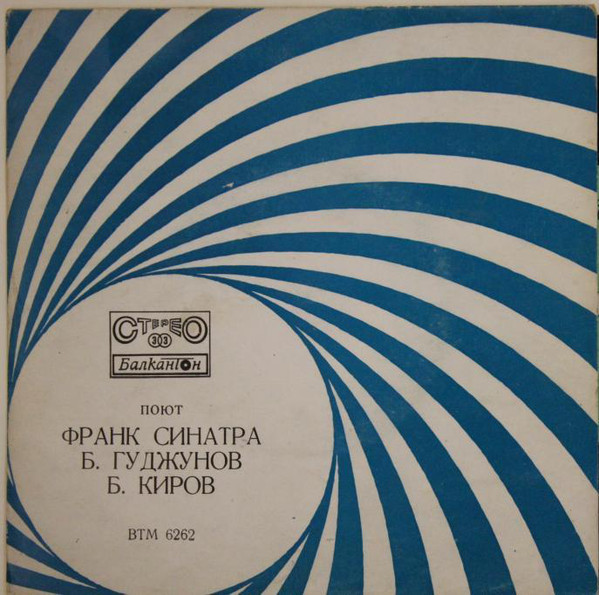 СТЕРЕО
33
Балкантон
ПОЮТ
ФРАНК СИНАТРА
Б. ГУДЖУНОВ
Б. КИРОВ
ВТМ 6262